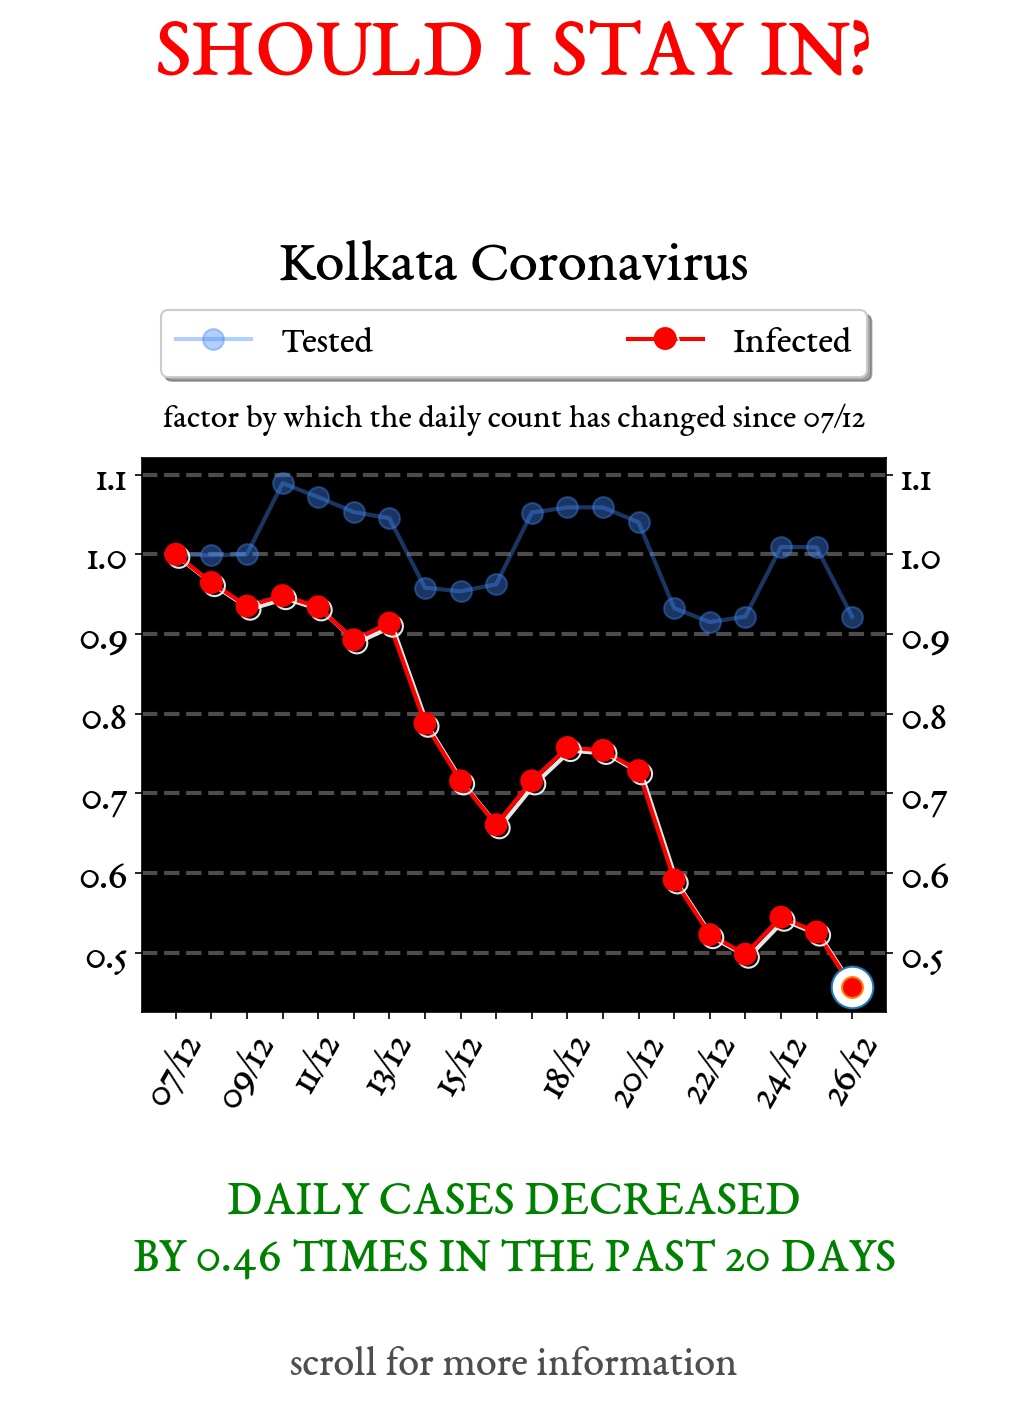 SHOULD I STAY IN?
Kolkata Coronavirus
Tested Infected
factor by which the daily count has changed since 07/12
1.1 1.1
1.0 1.0
0.9 0.9
0.8 0.8
0.7 0.7
0.6 0.6
0.5 0.5
07/12 09/12 11/12 13/12 15/12 18/12 20/12 22/12 24/12 26/12
DAILY CASES DECREASED
BY 0.46 TIMES IN THE PAST 20 DAYS
scroll for more information